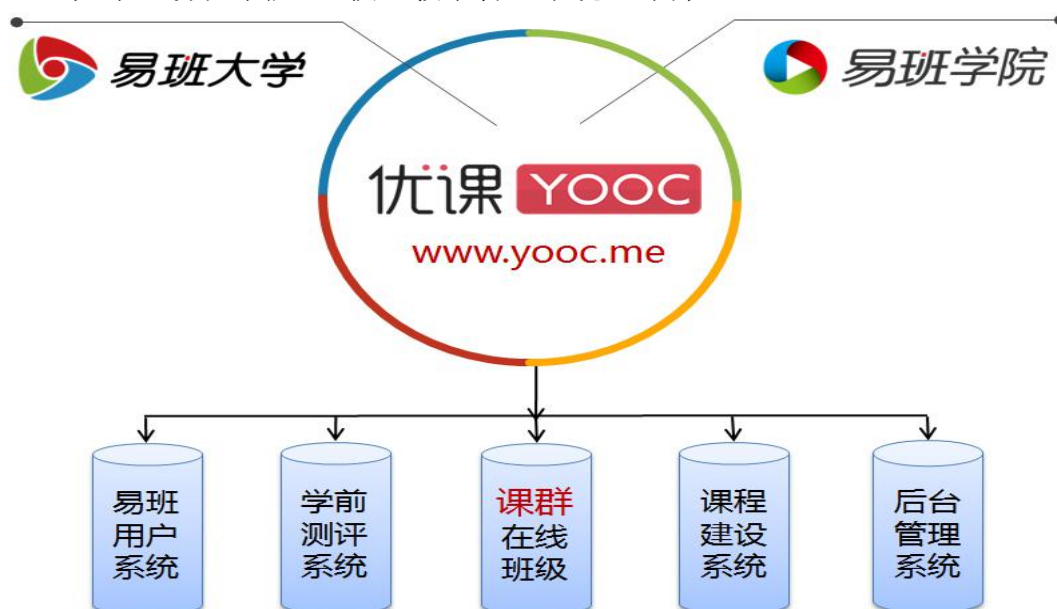 易班大学
易班学院
优课 YOOC
www.yooc.me
易班
用户
系统
学前
测评
系统
课群
在线
班级
课程
建设
系统
后台
管理
系统